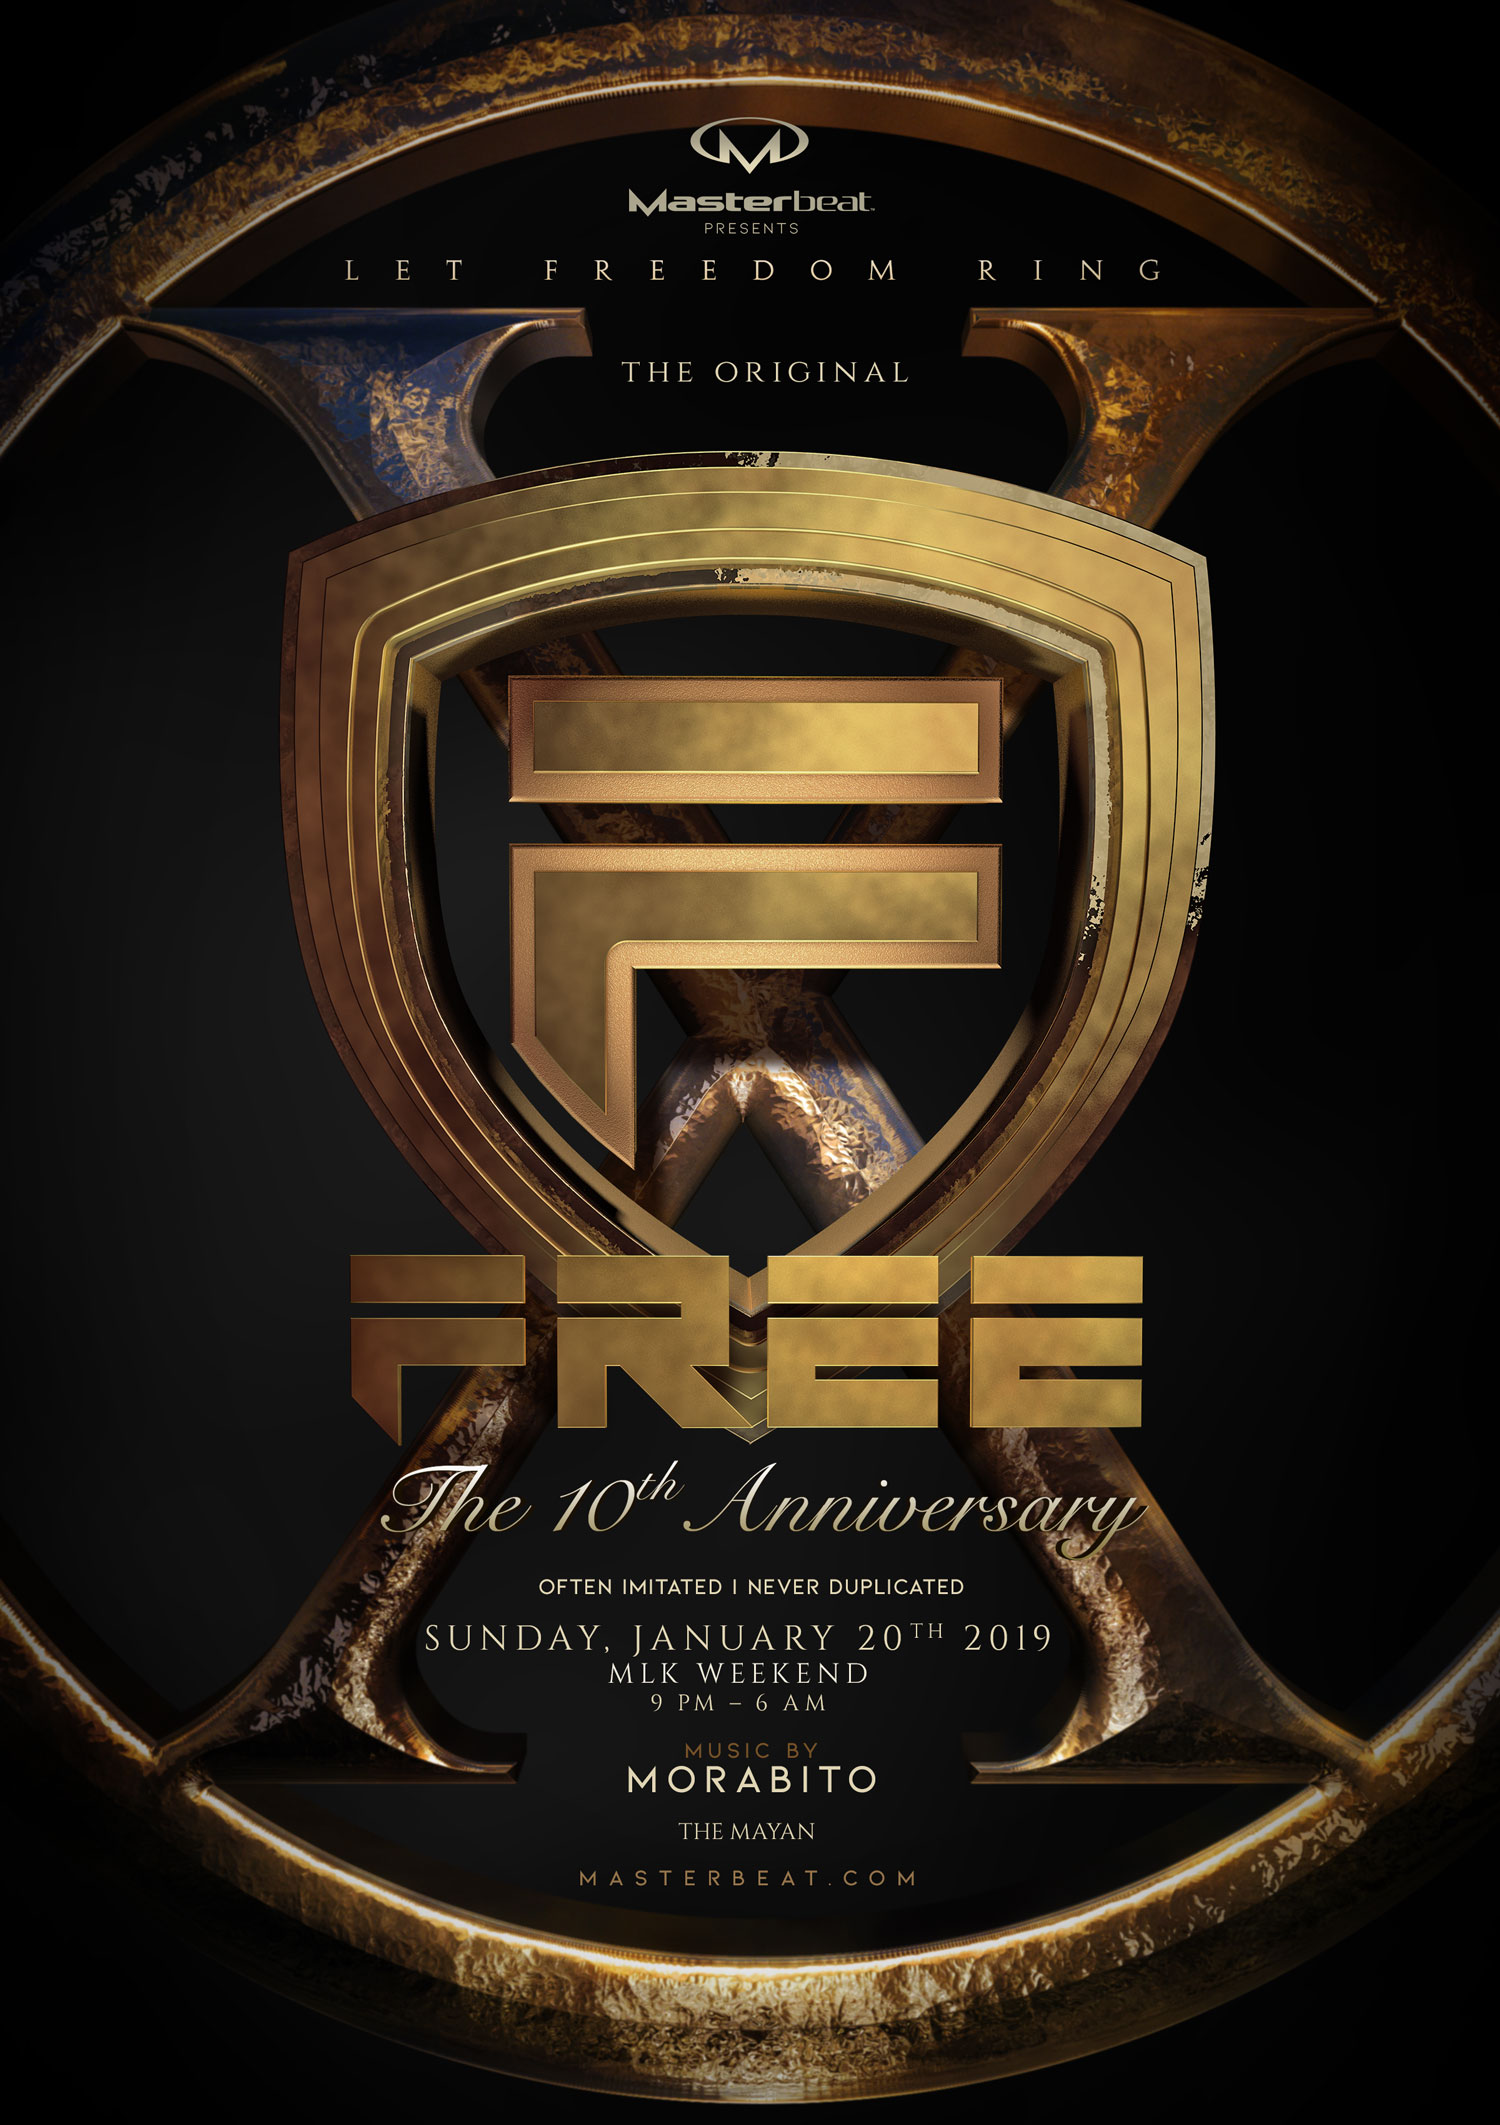 Masterbeat
PRESENTS
LET FREEDOM RING
THE ORIGINAL
F
FREE
The 10th Anniversary
OFTEN IMITATED I NEVER DUPLICATED
SUNDAY, JANUARY 20TH 2019
MLK WEEKEND
9 PM – 6 AM
MUSIC BY
MORABITO
THE MAYAN
MASTERBEAT.COM